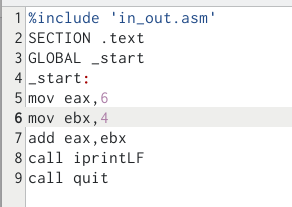 1 %include 'in_out.asm'
2 SECTION .text
3 GLOBAL _start
4 _start:
5 mov eax,6
6 mov ebx,4
7 add eax,ebx
8 call iprintLF
9 call quit